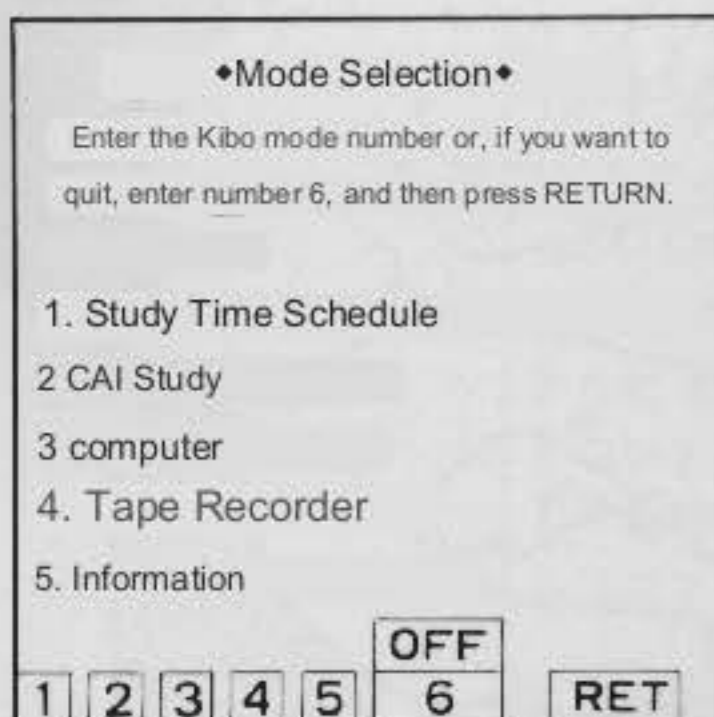 ◆Mode Selection◆
Enter the Kibo mode number or, if you want to
quit, enter number 6, and then press RETURN.
1. Study Time Schedule
2 CAI Study
3 computer
4. Tape Recorder
5. Information
OFF
1 2 3 4 5 6 RET